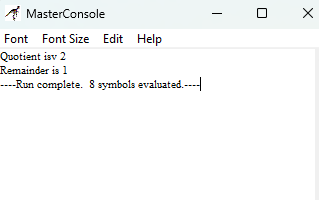 MasterConsole
Font Font Size Edit Help
Quotient isv 2
Remainder is 1
----Run complete.  8 symbols evaluated.----